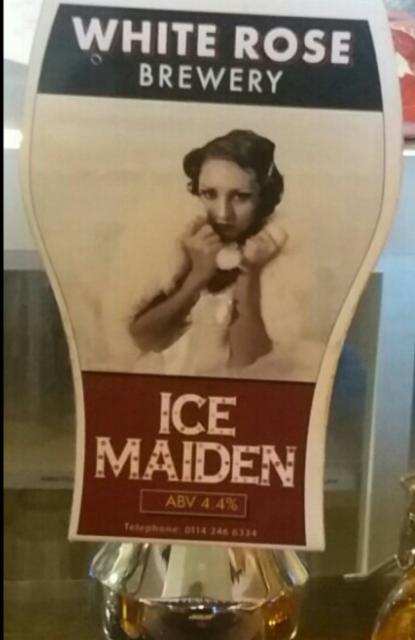 WHITE ROSE
BREWERY
ICE
MAIDEN
ABV 4.4%
Telephone: 0114 246 6334